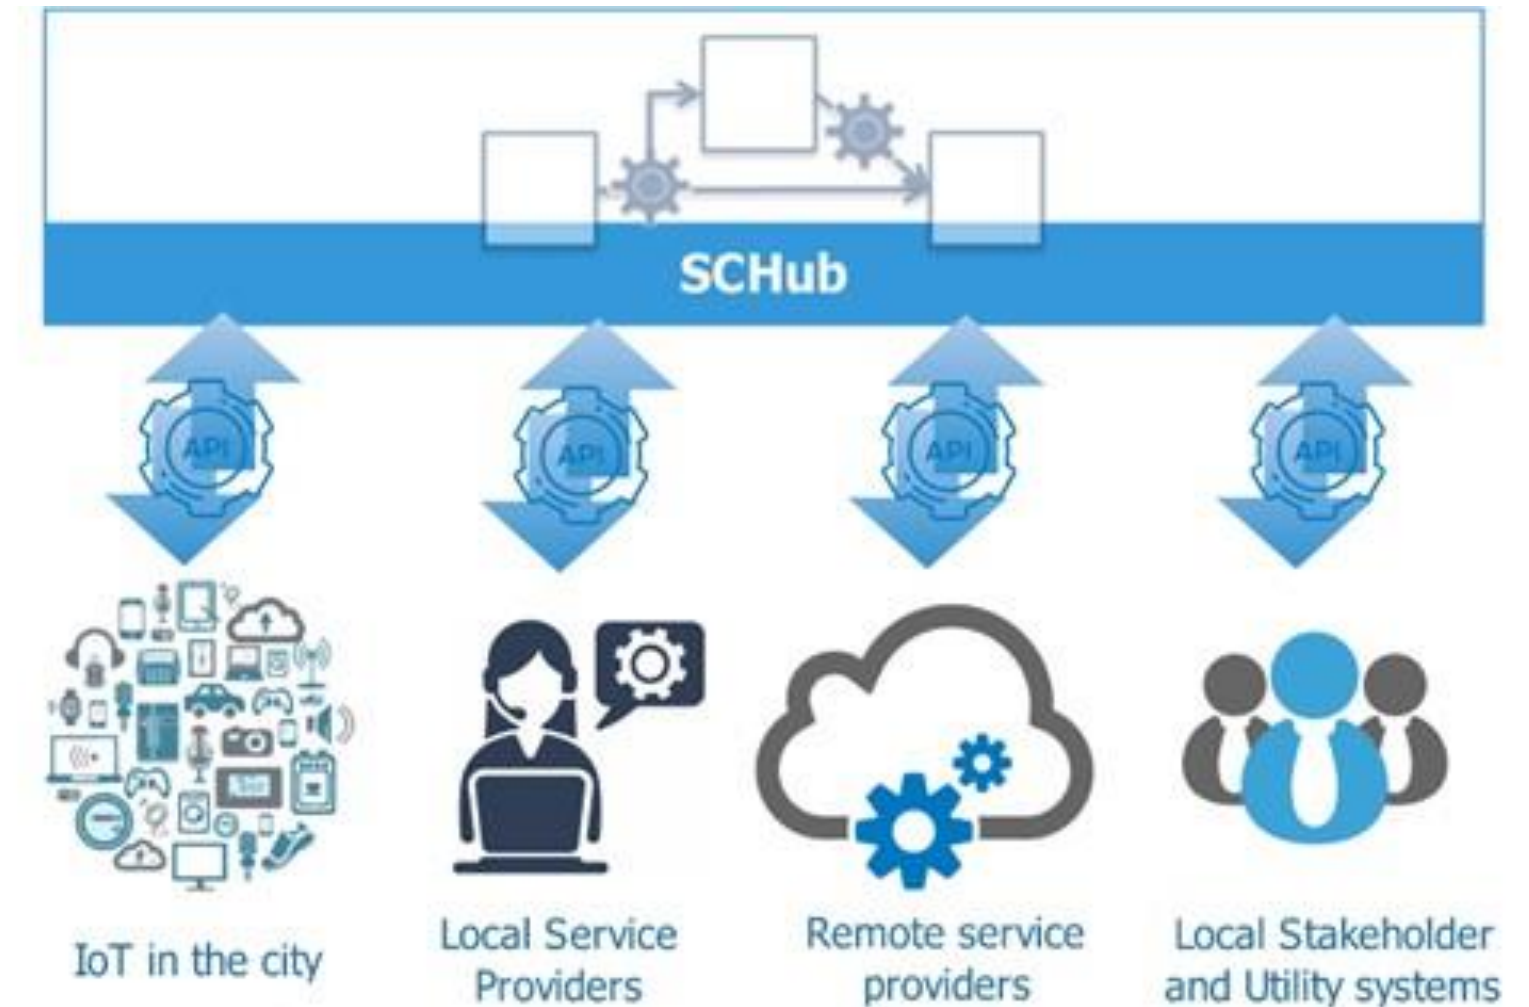 SCHub
API
API
API
API
IoT in the city
Local Service
Providers
Remote service
providers
Local Stakeholder
and Utility systems